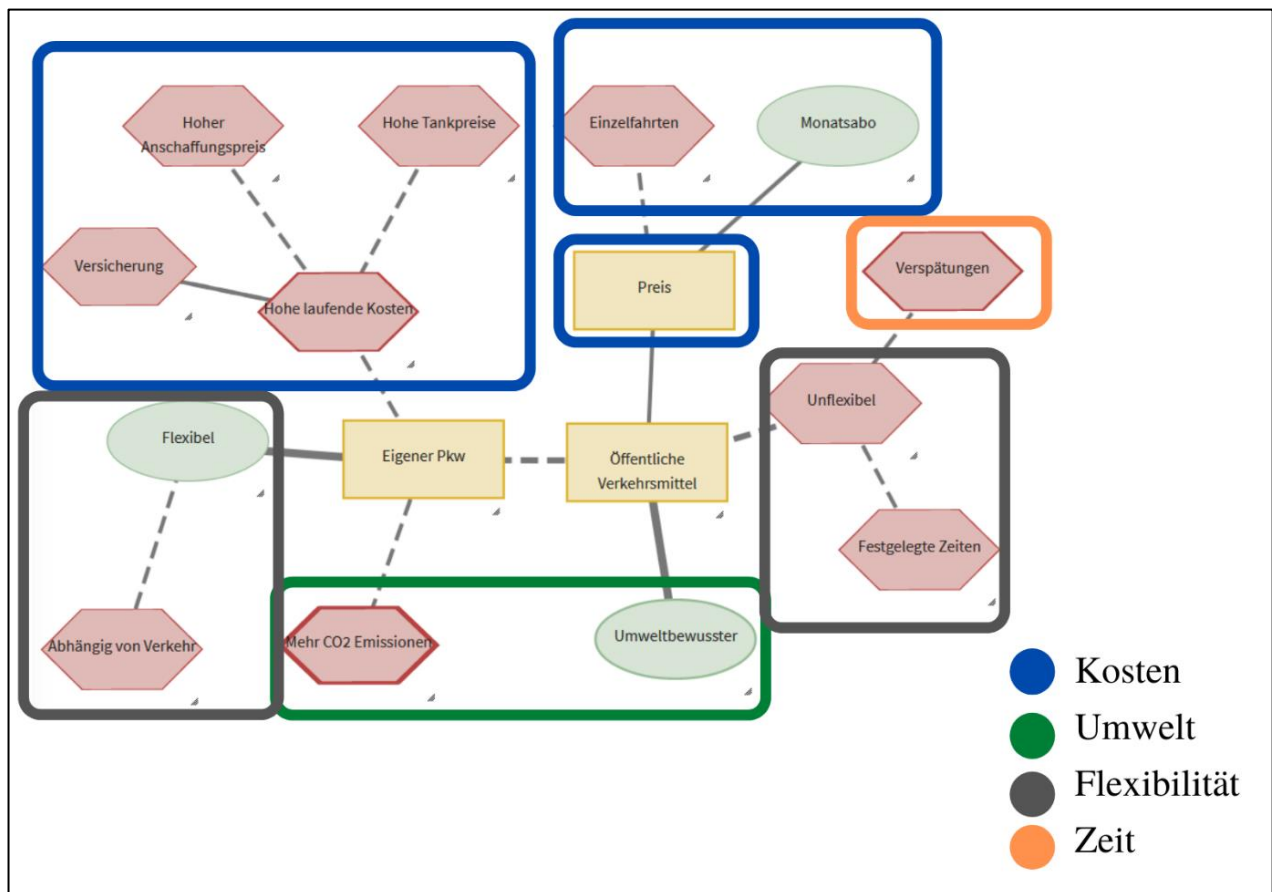 Hoher
Anschaffungspreis
Hohe Tankpreise
Einzelfahrten
Monatsabo
Versicherung
Hohe laufende Kosten
Preis
Verspätungen
Flexibel
Eigener Pkw
Öffentliche
Verkehrsmittel
Unflexibel
Festgelegte Zeiten
Abhängig von Verkehr
Mehr CO2 Emissionen
Umweltbewusster
Kosten
Umwelt
Flexibilität
Zeit